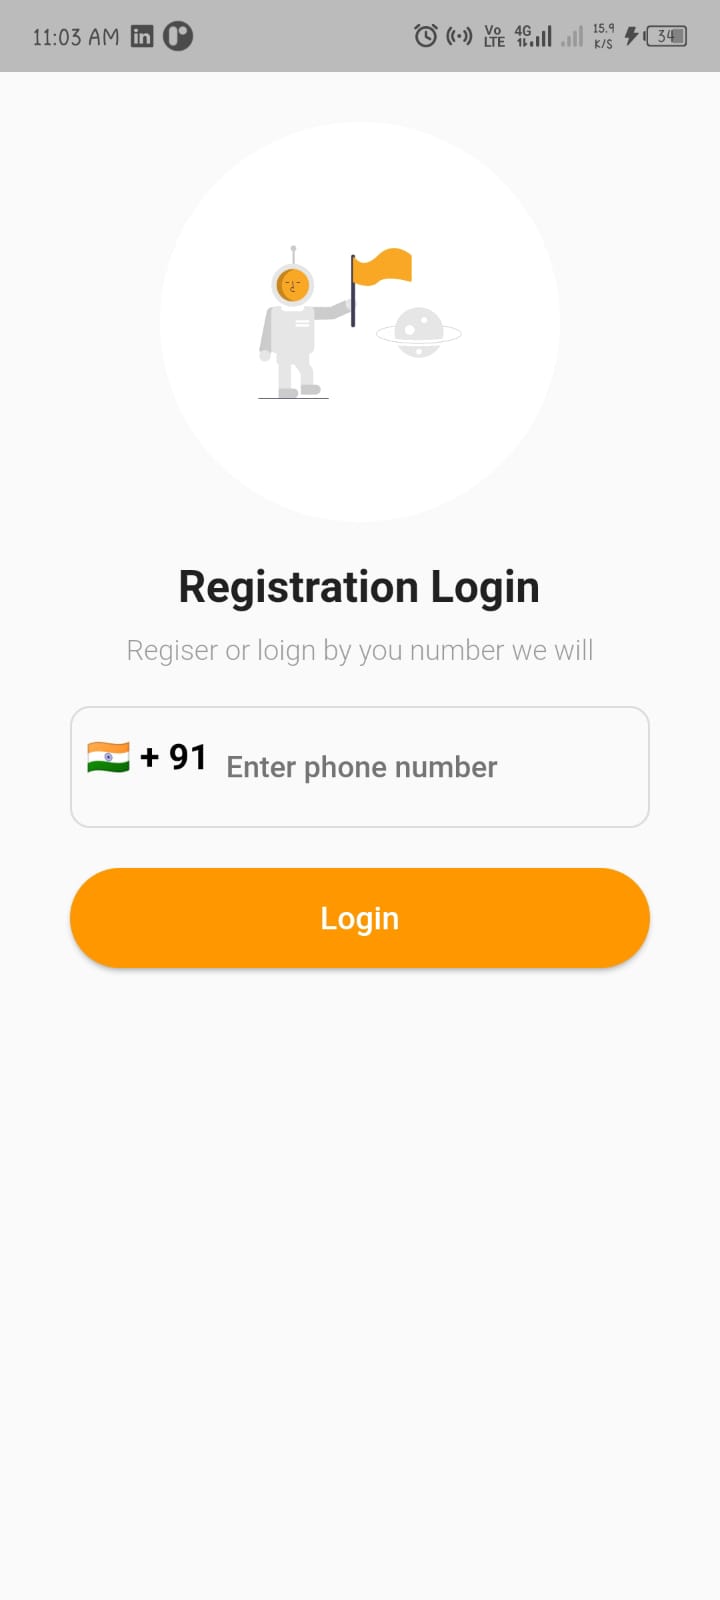 11:03 AM in Vo LTE 4G 15.9 K/S 34
Registration Login
Regiser or loign by you number we will
+ 91 Enter phone number
Login